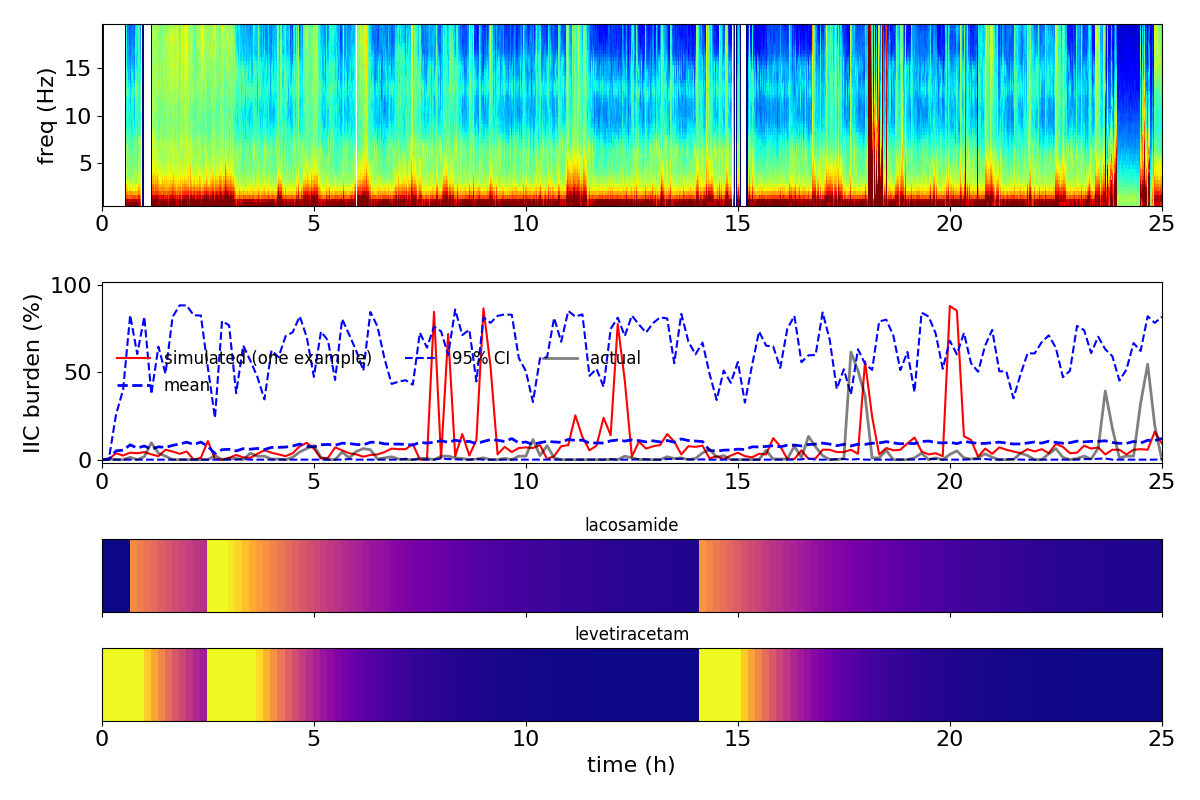 freq (Hz)
15
10
5
0 5 10 15 20 25
IIC burden (%)
100
50
0
simulated (one example) 95% CI actual
mean
0 5 10 15 20 25
lacosamide
levetiracetam
0 5 10 15 20 25
time (h)